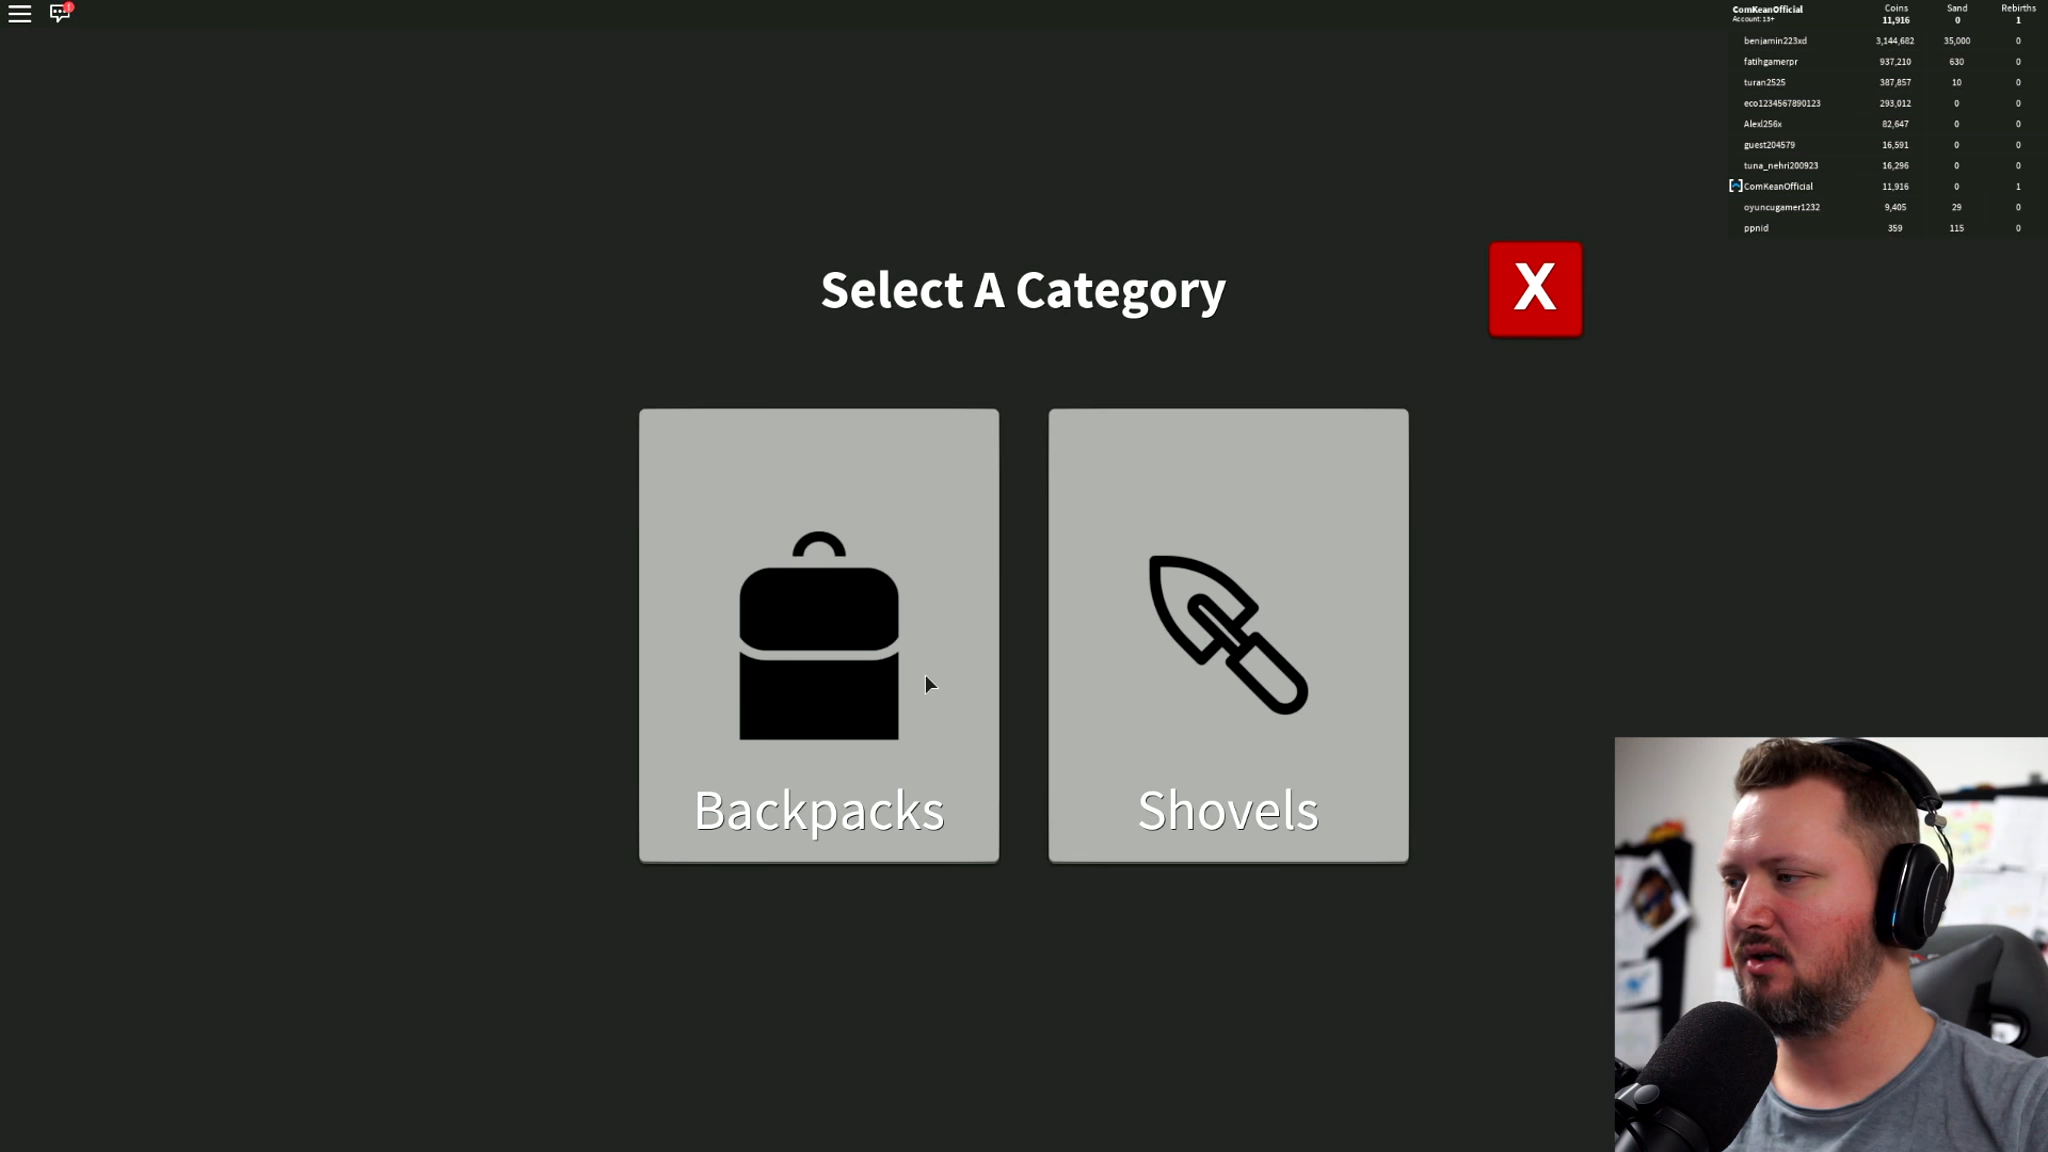 ComKeanOfficial Coins Sand Rebirths
Account: 13+ 11,916 0 1
benjamin223xd 3,144,682 35,000 0
fatihgamerpr 937,210 630 0
turan2525 387,857 10 0
eco1234567890123 293,012 0 0
Alexl256x 82,647 0 0
guest204579 16,591 0 0
tuna_nehri200923 16,296 0 0
ComKeanOfficial 11,916 0 1
oyuncugamer1232 9,405 29 0
ppnid 359 115 0
Select A Category
X
Backpacks
Shovels